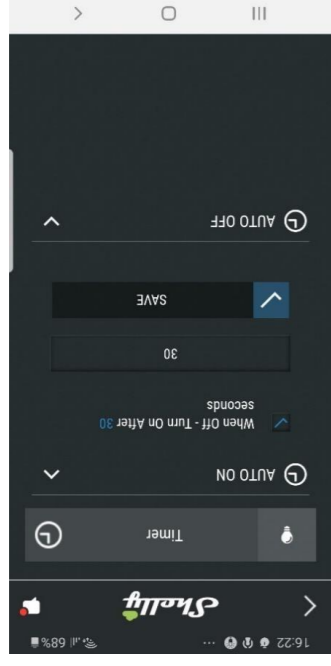 16:22 ... 68%
Shelly
Timer
AUTO ON
When Off - Turn On After 30
seconds
30
SAVE
AUTO OFF